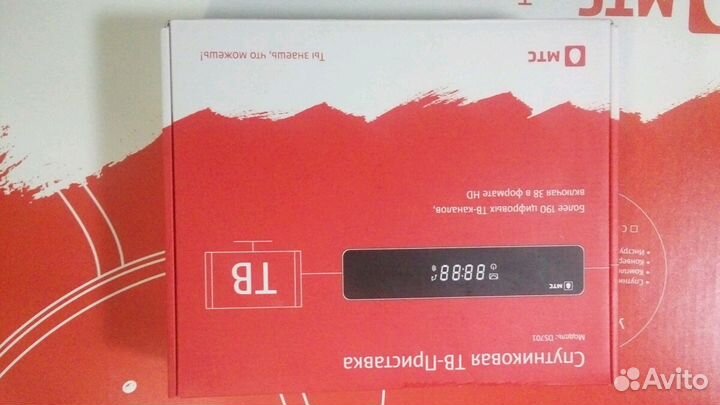 Спутниковая ТВ-Приставка
Модель: DS701
МТС
88:88
ТВ
Более 190 цифровых ТВ-каналов,
включая 38 в формате HD
МТС
Ты знаешь, что можешь!
МТС
Avito